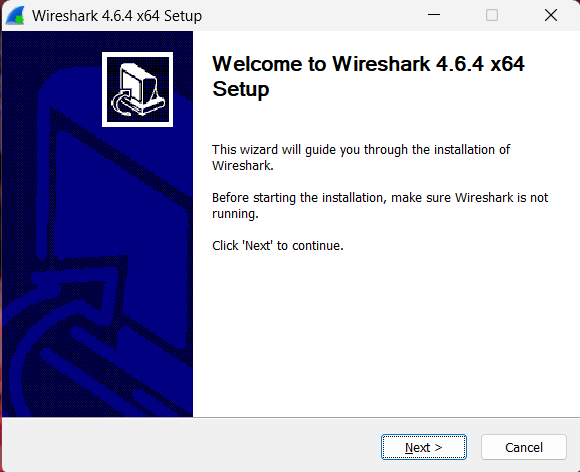 Wireshark 4.6.4 x64 Setup
Welcome to Wireshark 4.6.4 x64
Setup
This wizard will guide you through the installation of
Wireshark.
Before starting the installation, make sure Wireshark is not
running.
Click 'Next' to continue.
Next >
Cancel